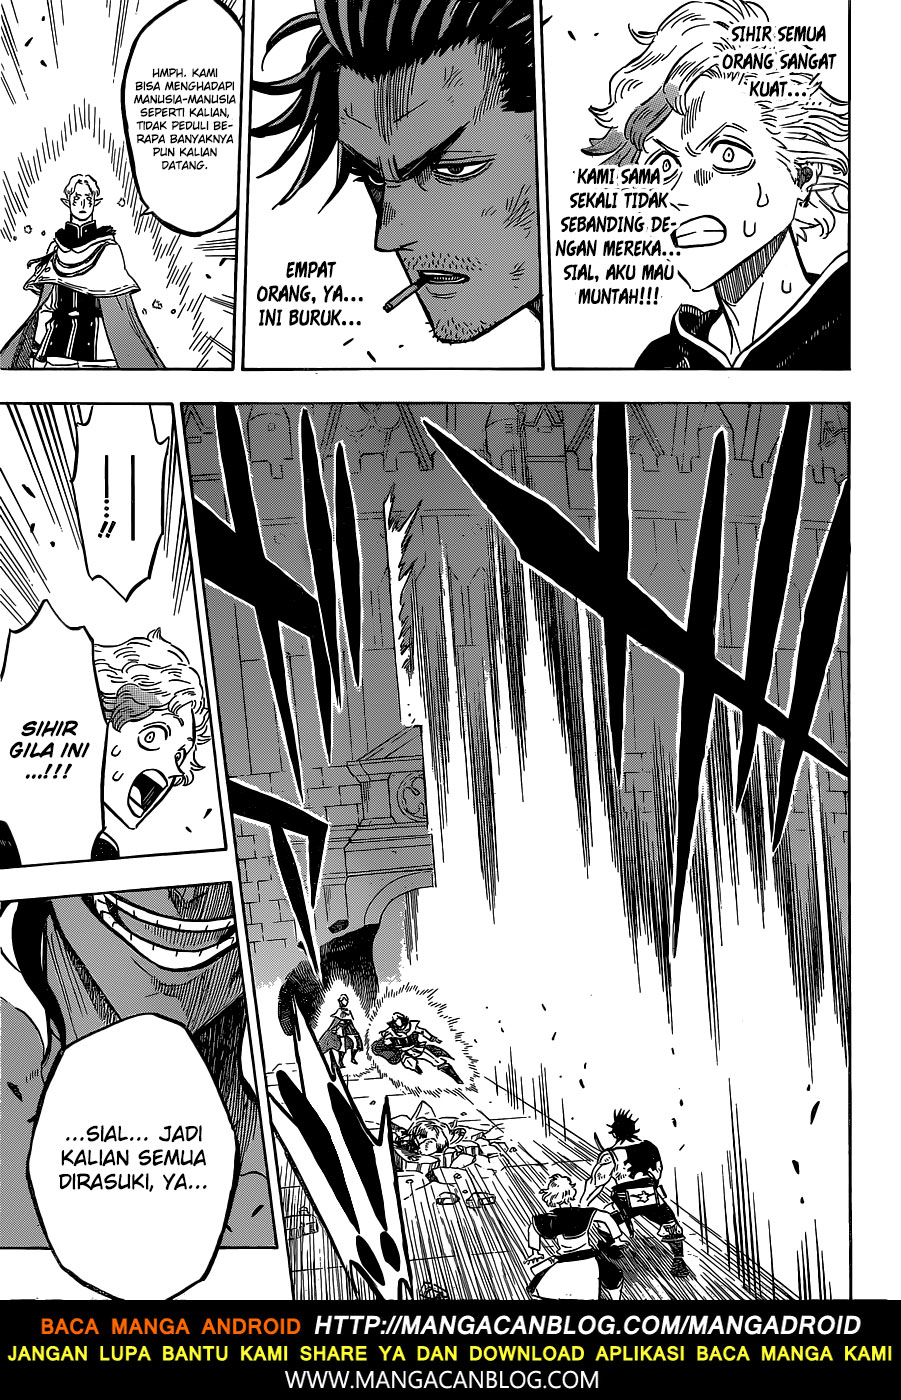 SIHIR SEMUA
ORANG SANGAT
KUAT...
KAMI SAMA
SEKALI TIDAK
SEBANDING DE-
NGAN MEREKA...
SIAL, AKU MAU
MUNTAH!!!
EMPAT
ORANG, YA...
INI BURUK...
HMPH. KAMI
BISA MENGHADAPI
MANUSIA-MANUSIA
SEPERTI KALIAN,
TIDAK PEDULI BE-
RAPA BANYAKNYA
PUN KALIAN
DATANG.
......!!
SIHIR
GILA INI
...!!!
...SIAL... JADI
KALIAN SEMUA
DIRASUKI, YA...
BACA MANGA ANDROID HTTP://MANGACANBLOG.COM/MANGADROID
JANGAN LUPA BANTU KAMI SHARE YA DAN DOWNLOAD APLIKASI BACA MANGA KAMI
WWW.MANGACANBLOG.COM